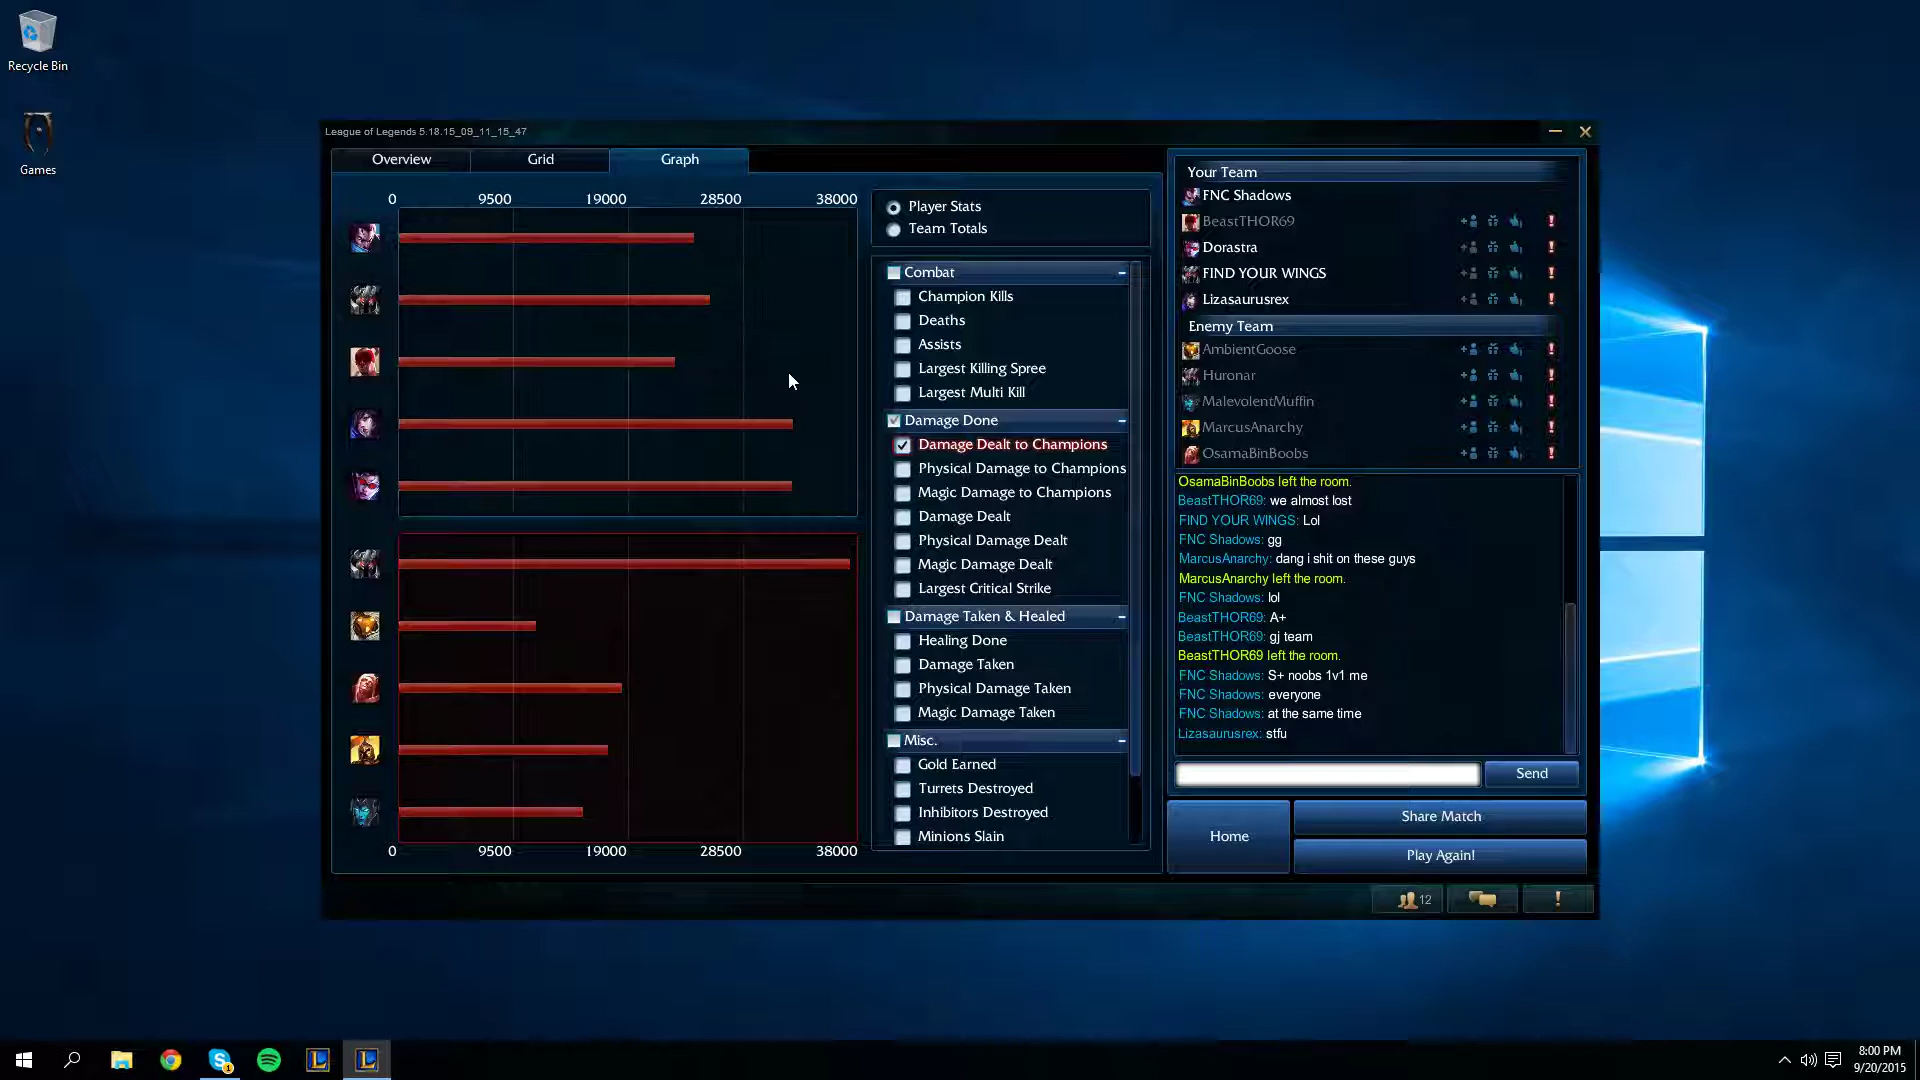 Recycle Bin
Games
League of Legends 5.18.15_09_11_15_47
Overview
Grid
Graph
0 9500 19000 28500 38000
0 9500 19000 28500 38000
Player Stats
Team Totals
Combat
Champion Kills
Deaths
Assists
Largest Killing Spree
Largest Multi Kill
Damage Done
Damage Dealt to Champions
Physical Damage to Champions
Magic Damage to Champions
Damage Dealt
Physical Damage Dealt
Magic Damage Dealt
Largest Critical Strike
Damage Taken & Healed
Healing Done
Damage Taken
Physical Damage Taken
Magic Damage Taken
Misc.
Gold Earned
Turrets Destroyed
Inhibitors Destroyed
Minions Slain
Your Team
FNC Shadows
BeastTHOR69
Dorastra
FIND YOUR WINGS
Lizasaurusrex
Enemy Team
AmbientGoose
Huronar
MalevolentMuffin
MarcusAnarchy
OsamaBinBoobs
OsamaBinBoobs left the room.
BeastTHOR69: we almost lost
FIND YOUR WINGS: Lol
FNC Shadows: gg
MarcusAnarchy: dang i shit on these guys
MarcusAnarchy left the room.
FNC Shadows: lol
BeastTHOR69: A+
BeastTHOR69: gj team
BeastTHOR69 left the room.
FNC Shadows: S+ noobs 1v1 me
FNC Shadows: everyone
FNC Shadows: at the same time
Lizasaurusrex: stfu
Send
Home
Share Match
Play Again!
12
8:00 PM
9/20/2015